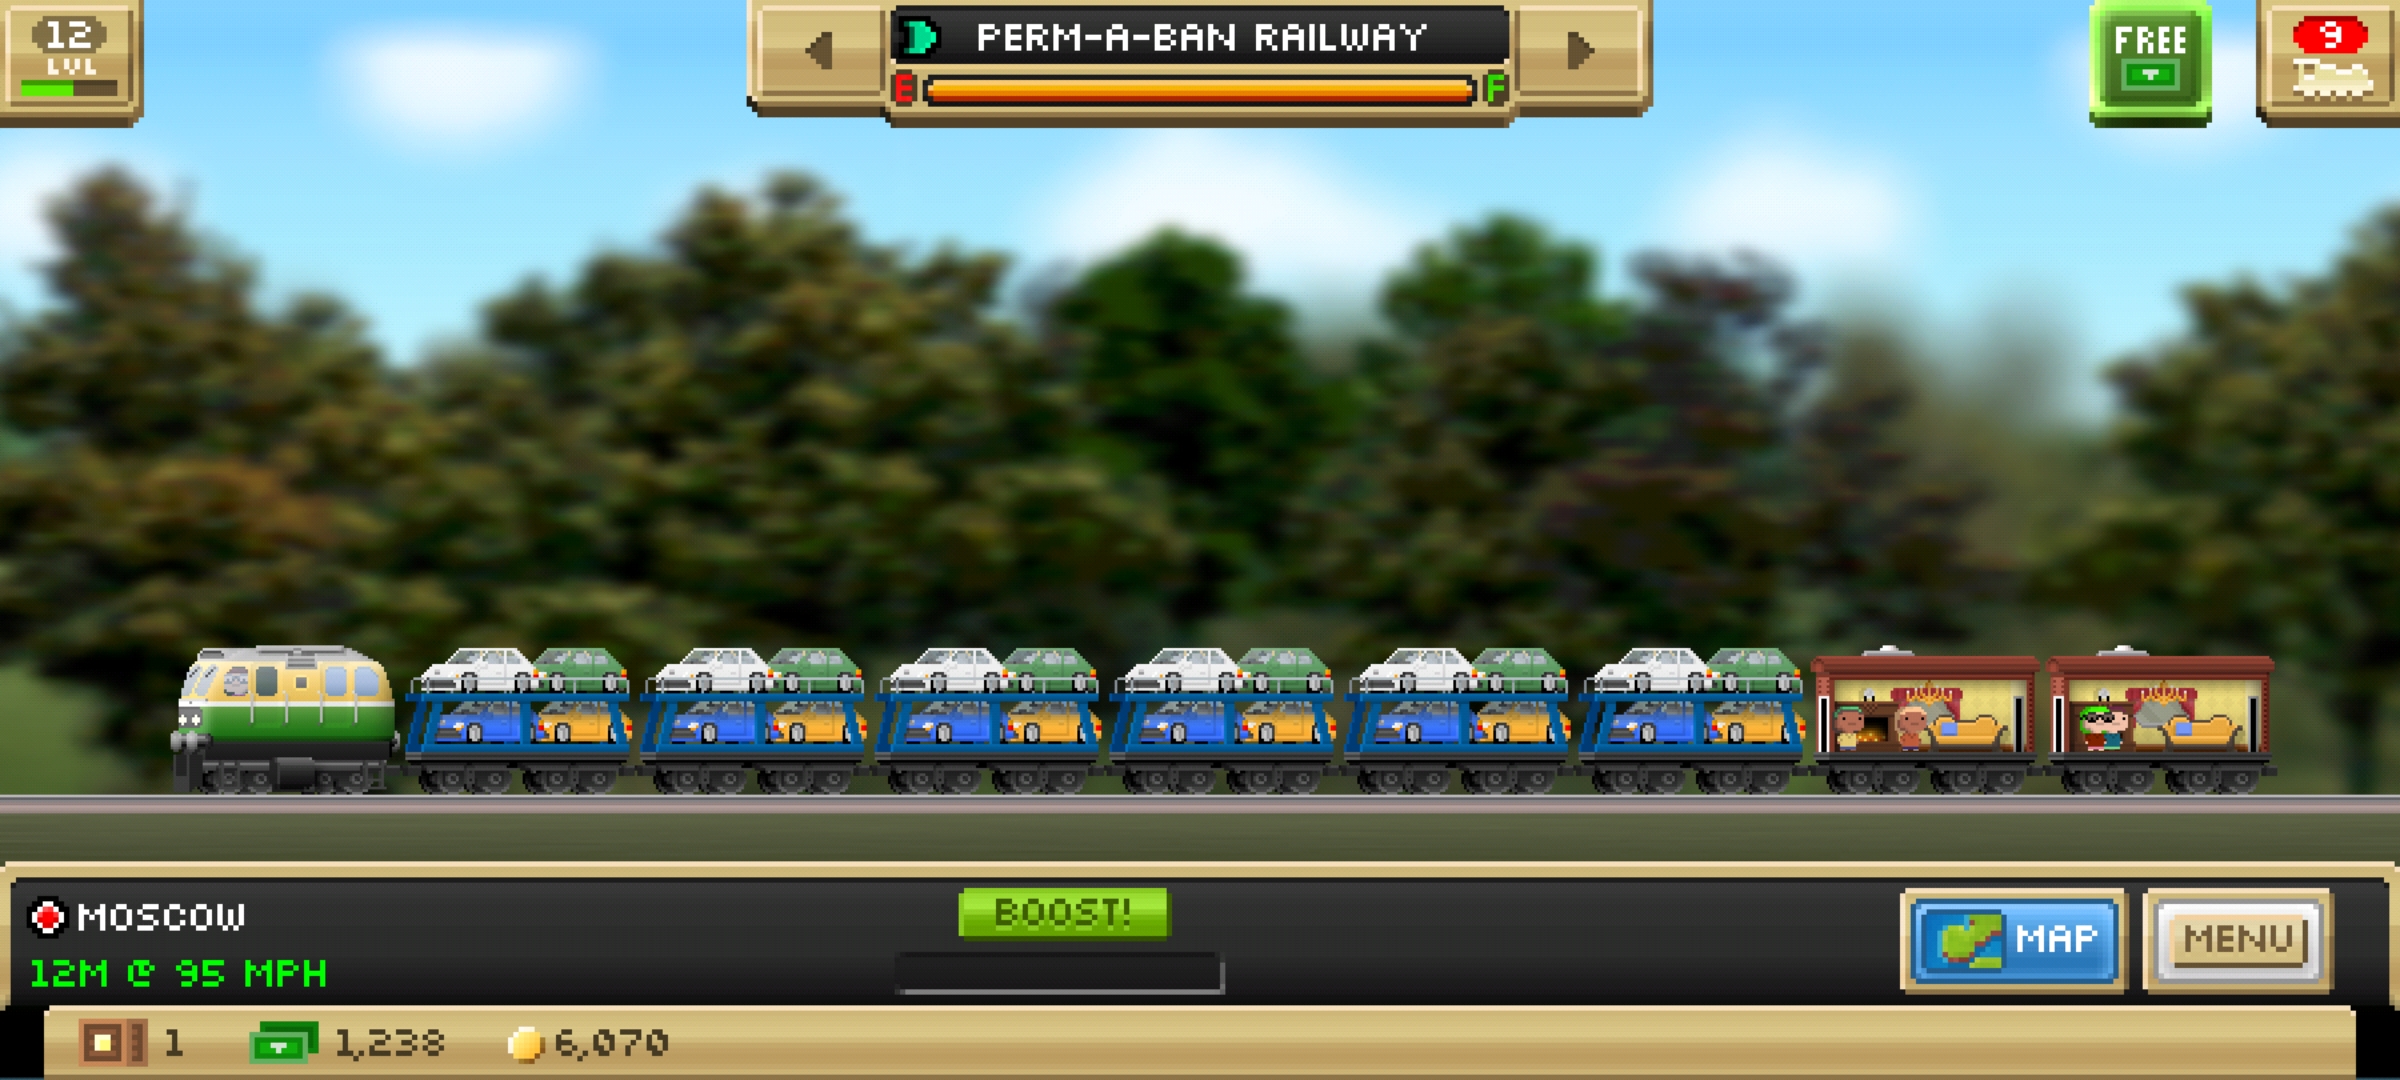 12
LVL
PERM-A-BAN RAILWAY
E F
FREE
9
MOSCOW
12M @ 95 MPH
BOOST!
MAP
MENU
1
1,238
6,070